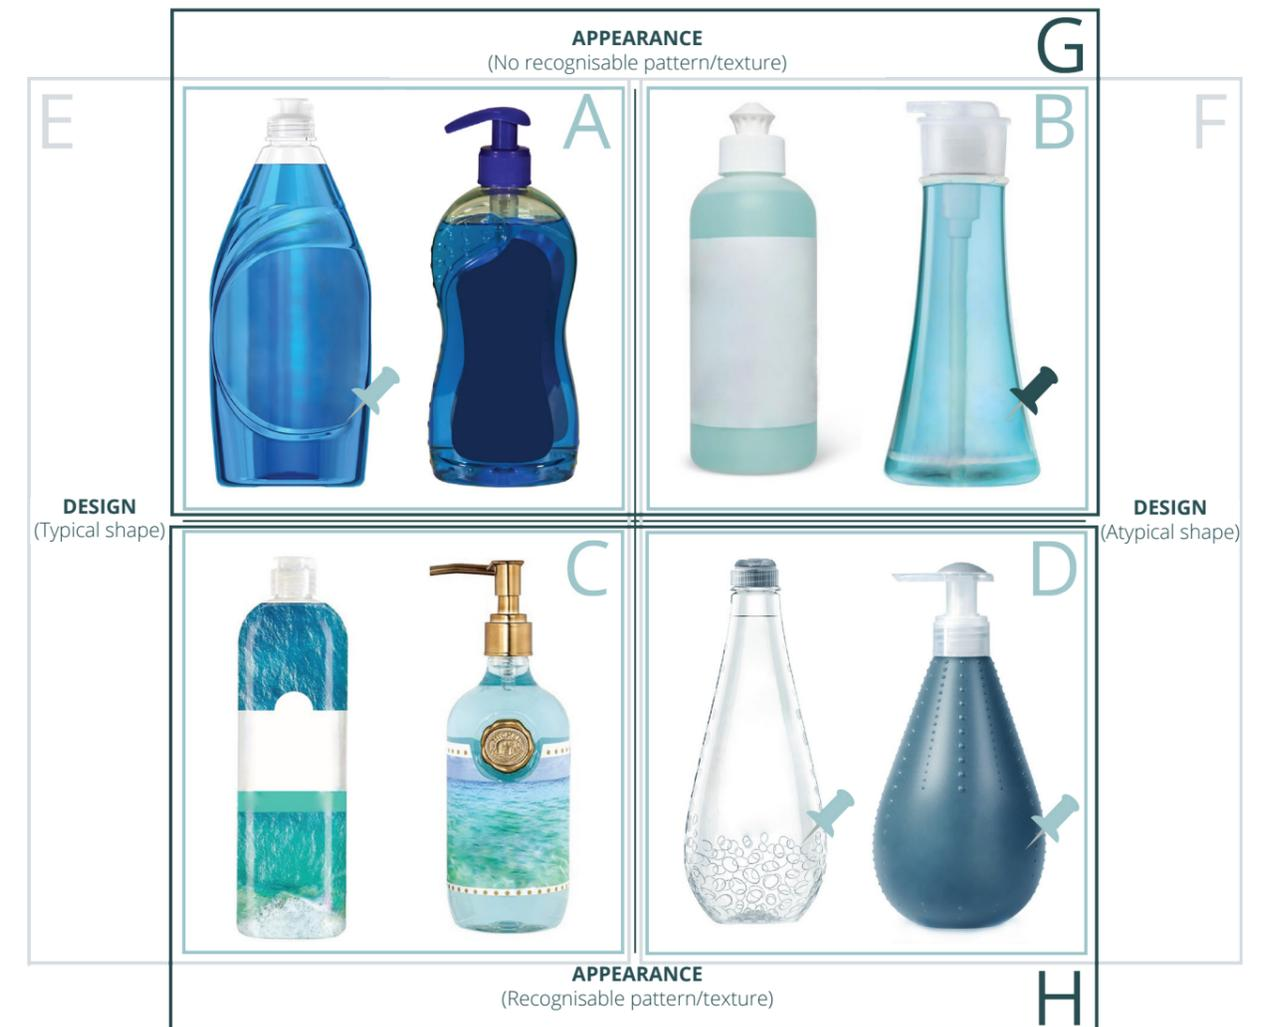 APPEARANCE
(No recognisable pattern/texture)
G
E
A
B
F
DESIGN
(Typical shape)
DESIGN
(Atypical shape)
C
D
APPEARANCE
(Recognisable pattern/texture)
H